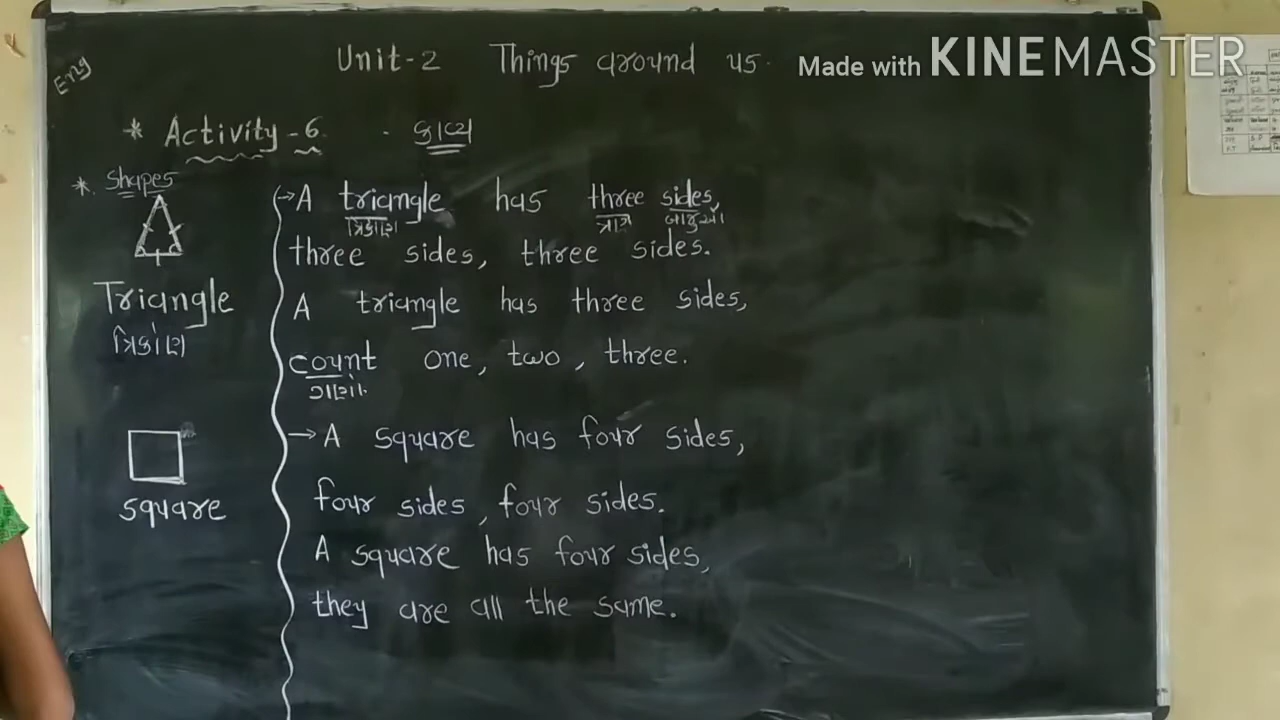 Eng
Unit-2 Things around us.
Made with KINEMASTER
* Activity-6 . કાવ્ય
* Shapes
Triangle
ત્રિકોણ
square
→ A triangle has three sides,
ત્રિકોણ ત્રણ બાજુઓ
three sides, three sides.
A triangle has three sides,
count one, two, three.
ગણો
→ A square has four sides,
four sides, four sides.
A square has four sides,
they are all the same.